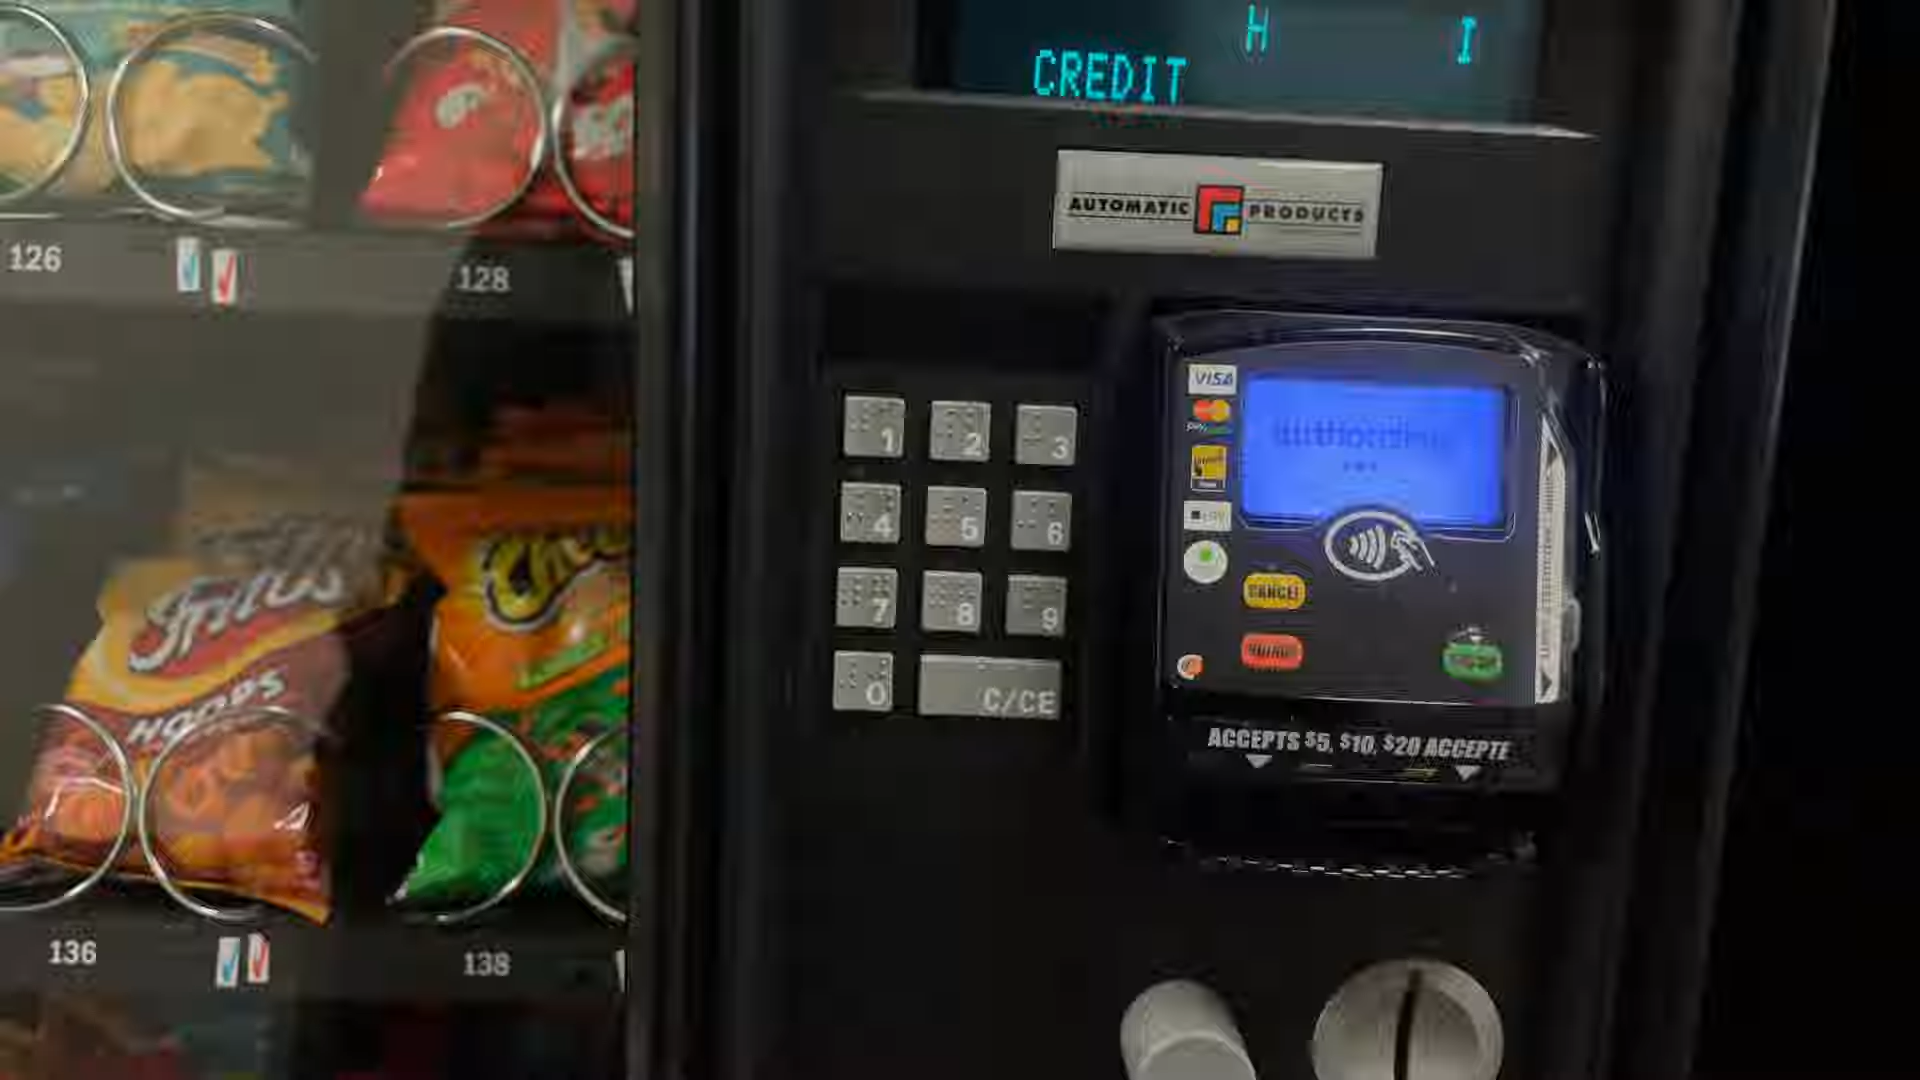 H I
CREDIT
AUTOMATIC PRODUCTS
126
128
VISA
1 2 3
4 5 6
7 8 9
0 C/CE
CANCEL
Fritos
HOOPS
ACCEPTS $5, $10, $20 ACCEPTE
136
138